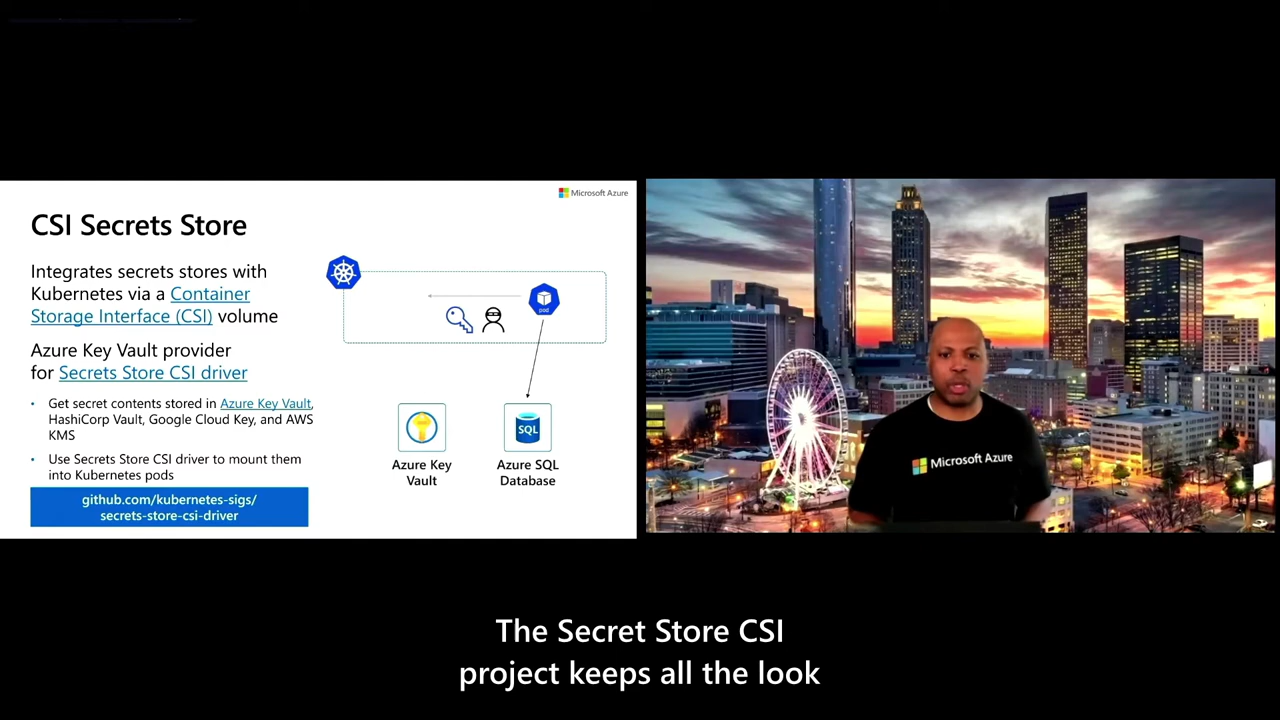 Microsoft Azure
CSI Secrets Store
Integrates secrets stores with
Kubernetes via a Container
Storage Interface (CSI) volume
Azure Key Vault provider
for Secrets Store CSI driver
• Get secret contents stored in Azure Key Vault,
HashiCorp Vault, Google Cloud Key, and AWS
KMS
• Use Secrets Store CSI driver to mount them
into Kubernetes pods
github.com/kubernetes-sigs/
secrets-store-csi-driver
pod
SQL
Azure Key
Vault
Azure SQL
Database
Microsoft Azure
The Secret Store CSI
project keeps all the look